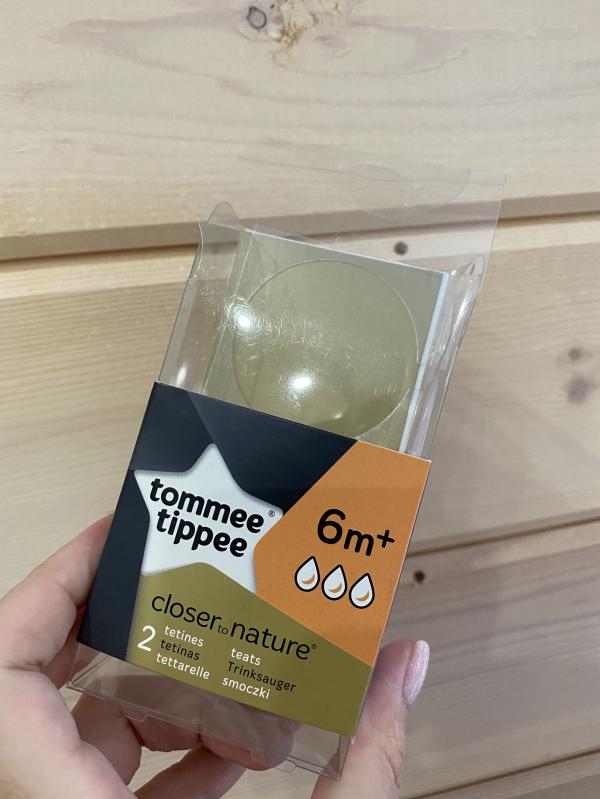 tommee®
tippee
6m+
closer to nature®
2 tetines teats
tetinas Trinksauger
tettarelle smoczki